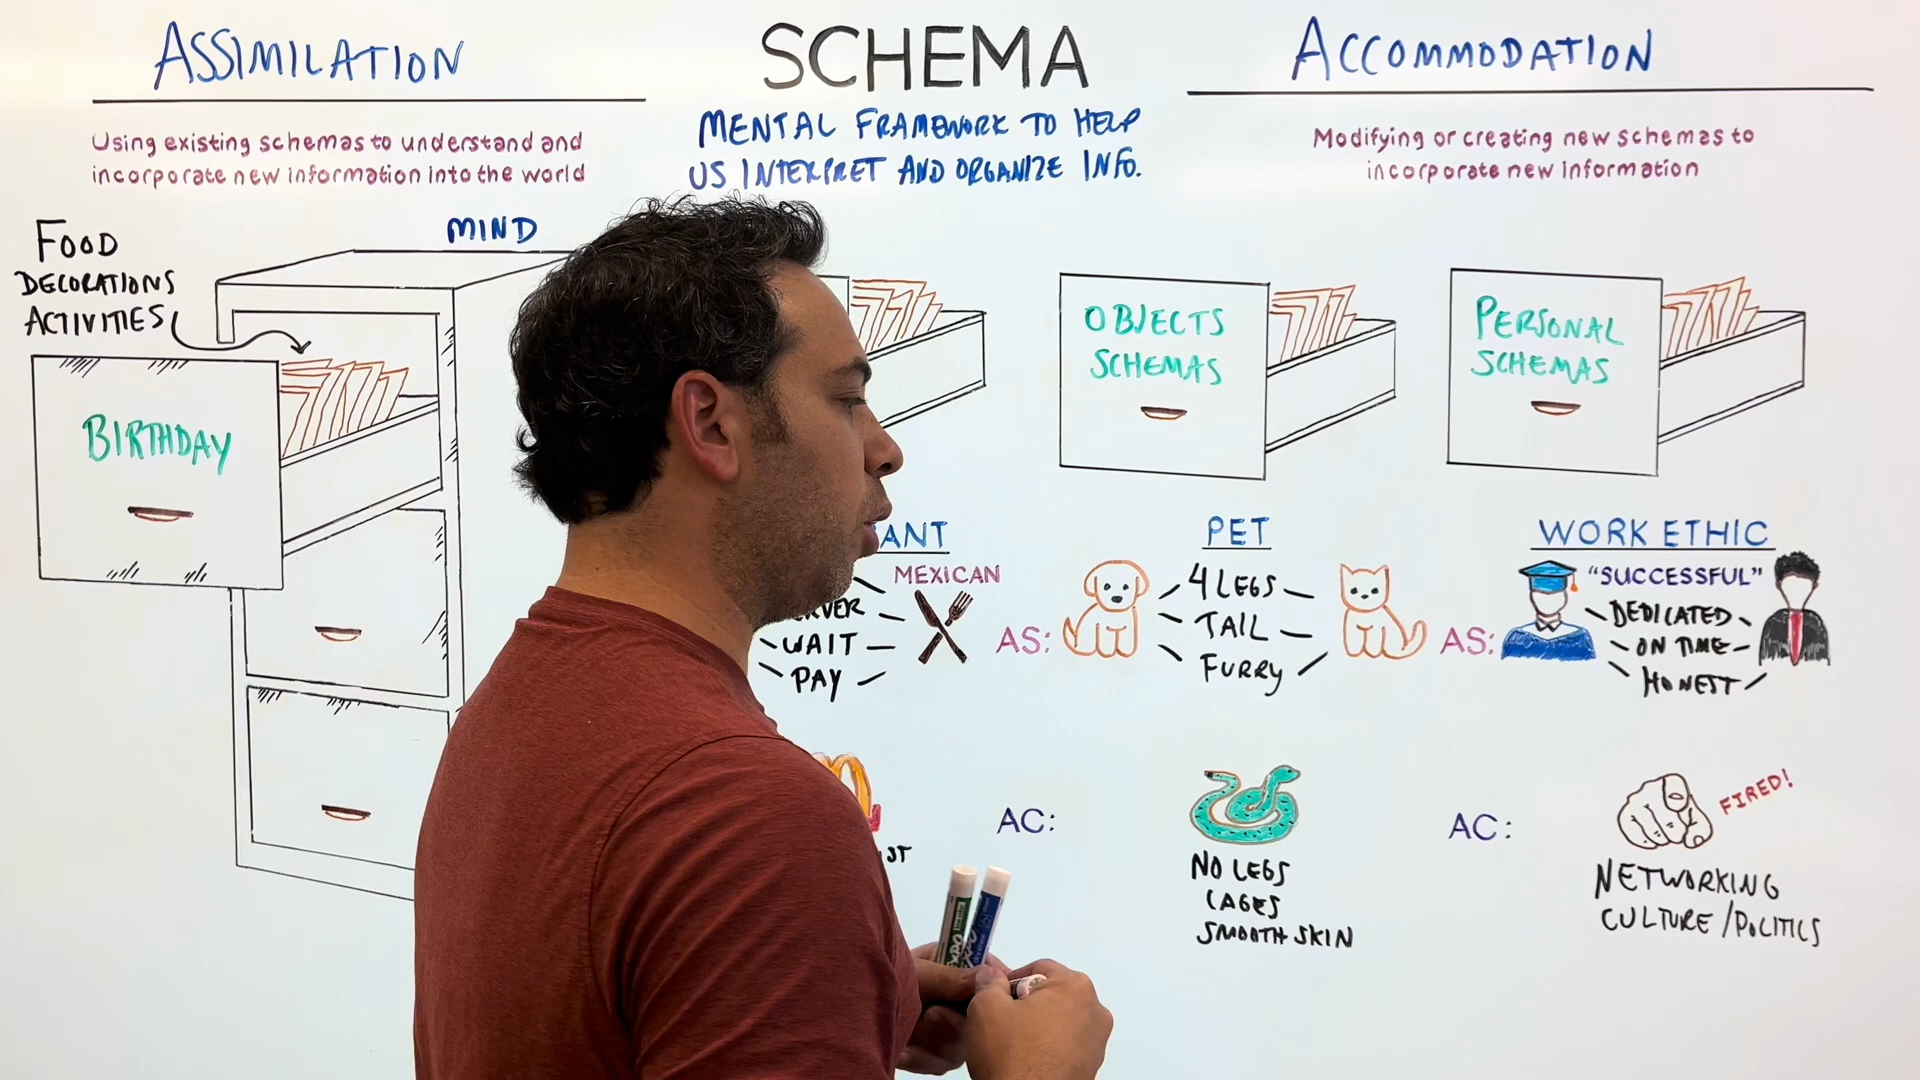 ASSIMILATION
Using existing schemas to understand and
incorporate new information into the world
SCHEMA
MENTAL FRAMEWORK TO HELP
US INTERPRET AND ORGANIZE INFO.
ACCOMMODATION
Modifying or creating new schemas to
incorporate new information
MIND
FOOD
DECORATIONS
ACTIVITIES
BIRTHDAY
OBJECTS
SCHEMAS
PERSONAL
SCHEMAS
ANT
MEXICAN
RVER
WAIT
PAY
AS:
PET
4 LEGS
TAIL
FURRY
AS:
WORK ETHIC
"SUCCESSFUL"
DEDICATED
ON TIME
HONEST
ST
AC:
NO LEGS
CAGES
SMOOTH SKIN
AC:
FIRED!
NETWORKING
CULTURE/POLITICS
EXPO